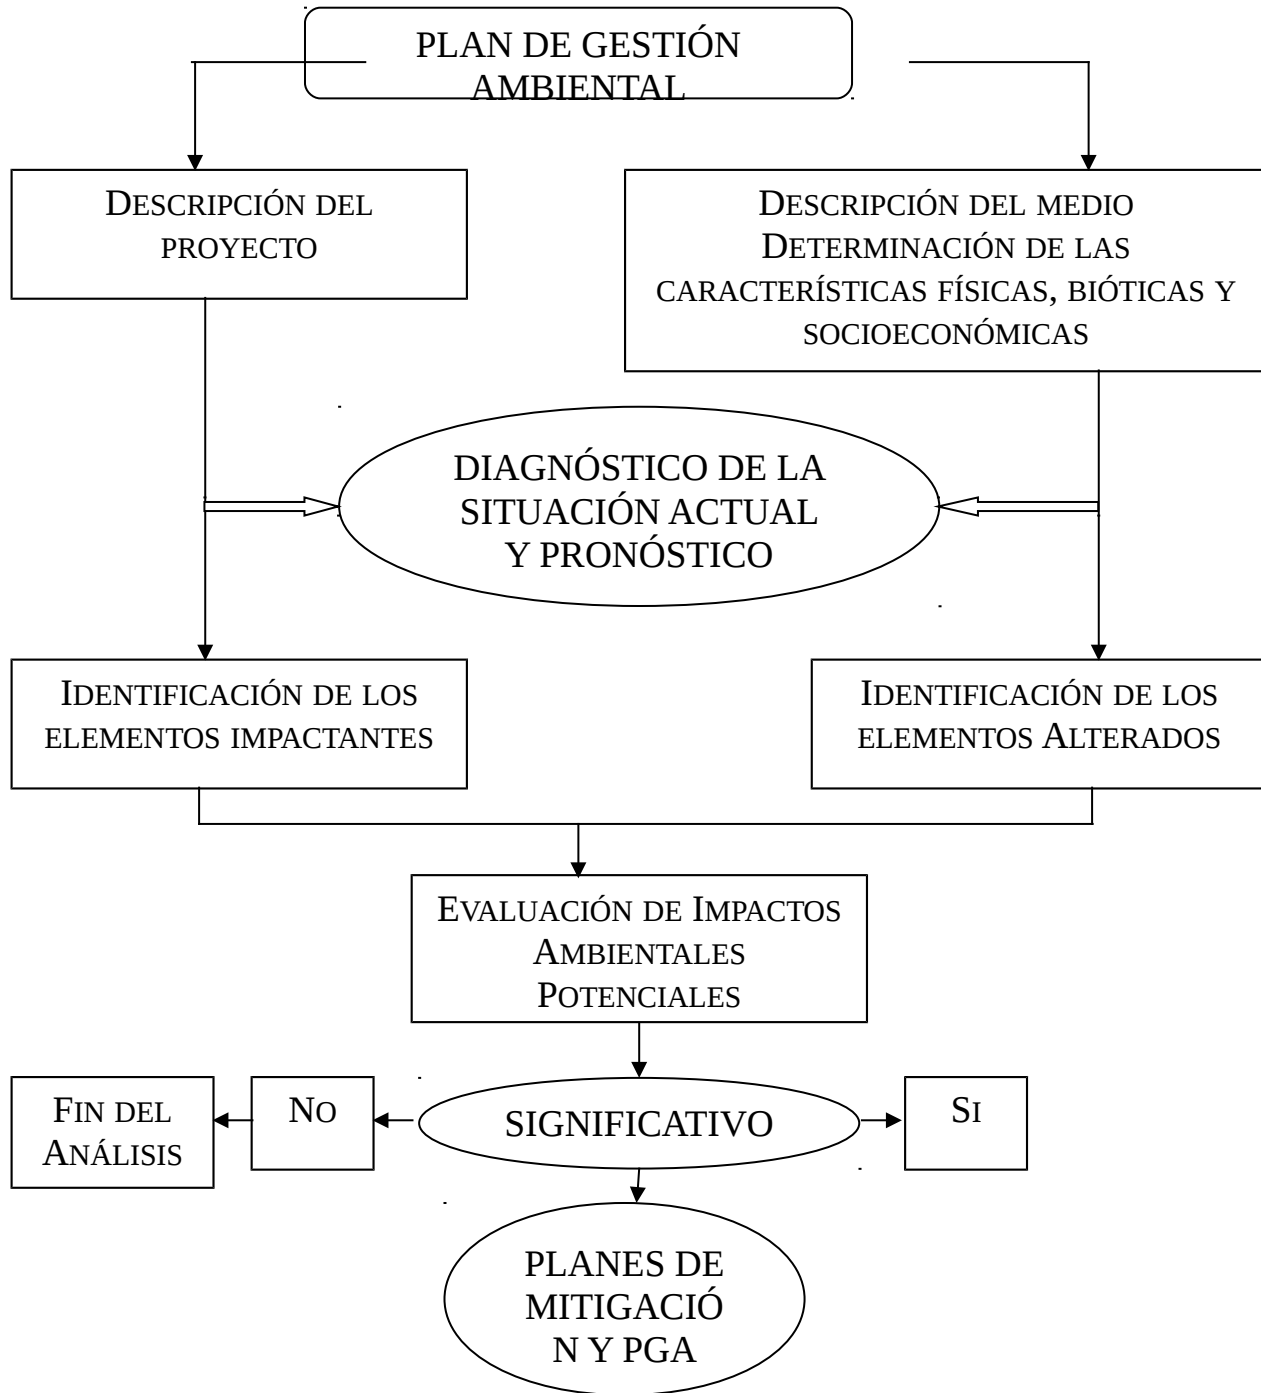 PLAN DE GESTIÓN
AMBIENTAL
DESCRIPCIÓN DEL
PROYECTO
DESCRIPCIÓN DEL MEDIO
DETERMINACIÓN DE LAS
CARACTERÍSTICAS FÍSICAS, BIÓTICAS Y
SOCIOECONÓMICAS
DIAGNÓSTICO DE LA
SITUACIÓN ACTUAL
Y PRONÓSTICO
IDENTIFICACIÓN DE LOS
ELEMENTOS IMPACTANTES
IDENTIFICACIÓN DE LOS
ELEMENTOS ALTERADOS
EVALUACIÓN DE IMPACTOS
AMBIENTALES
POTENCIALES
FIN DEL
ANÁLISIS
NO
SIGNIFICATIVO
SI
PLANES DE
MITIGACIÓ
N Y PGA